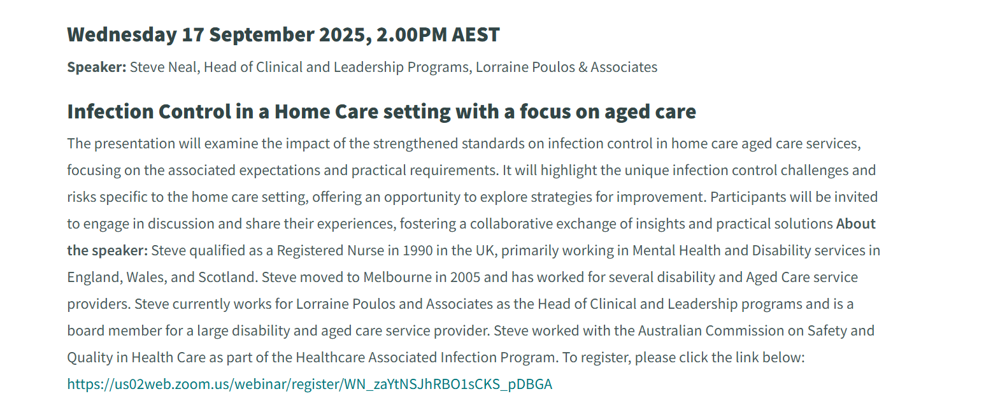 Wednesday 17 September 2025, 2.00PM AEST
Speaker: Steve Neal, Head of Clinical and Leadership Programs, Lorraine Poulos & Associates
Infection Control in a Home Care setting with a focus on aged care
The presentation will examine the impact of the strengthened standards on infection control in home care aged care services,
focusing on the associated expectations and practical requirements. It will highlight the unique infection control challenges and
risks specific to the home care setting, offering an opportunity to explore strategies for improvement. Participants will be invited
to engage in discussion and share their experiences, fostering a collaborative exchange of insights and practical solutions About
the speaker: Steve qualified as a Registered Nurse in 1990 in the UK, primarily working in Mental Health and Disability services in
England, Wales, and Scotland. Steve moved to Melbourne in 2005 and has worked for several disability and Aged Care service
providers. Steve currently works for Lorraine Poulos and Associates as the Head of Clinical and Leadership programs and is a
board member for a large disability and aged care service provider. Steve worked with the Australian Commission on Safety and
Quality in Health Care as part of the Healthcare Associated Infection Program. To register, please click the link below:
https://us02web.zoom.us/webinar/register/WN_zaYtNSJhRBO1sCKS_pDBGA